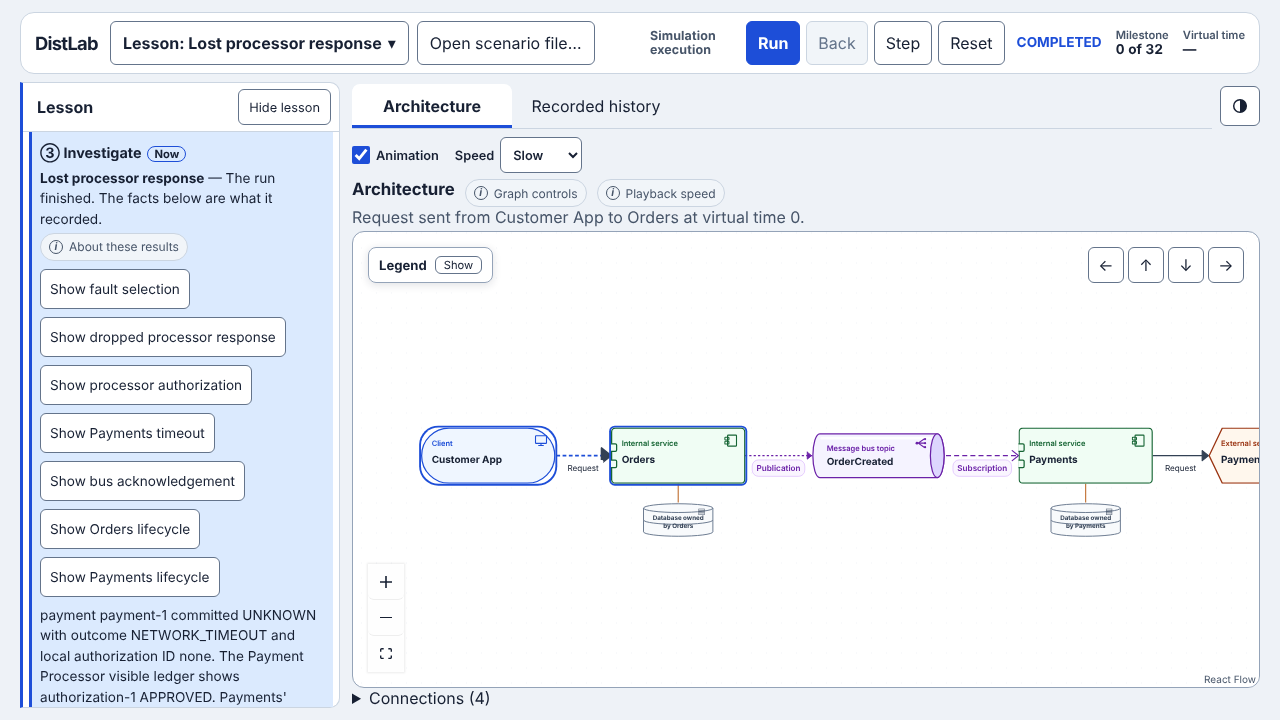 DistLab
Lesson: Lost processor response ▾
Open scenario file...
Simulation
execution
Run
Back
Step
Reset
COMPLETED
Milestone
0 of 32
Virtual time
—
Lesson
Hide lesson
3 Investigate Now
Lost processor response — The run
finished. The facts below are what it
recorded.
i About these results
Show fault selection
Show dropped processor response
Show processor authorization
Show Payments timeout
Show bus acknowledgement
Show Orders lifecycle
Show Payments lifecycle
payment payment-1 committed UNKNOWN
with outcome NETWORK_TIMEOUT and
local authorization ID none. The Payment
Processor visible ledger shows
authorization-1 APPROVED. Payments'
Architecture
Recorded history
Animation
Speed
Slow
Architecture
i Graph controls
i Playback speed
Request sent from Customer App to Orders at virtual time 0.
Legend
Show
← ↑ ↓ →
Client
Customer App
Request
Internal service
Orders
Database owned
by Orders
Publication
Message bus topic
OrderCreated
Subscription
Internal service
Payments
Database owned
by Payments
Request
External se
Paymen
React Flow
▶ Connections (4)